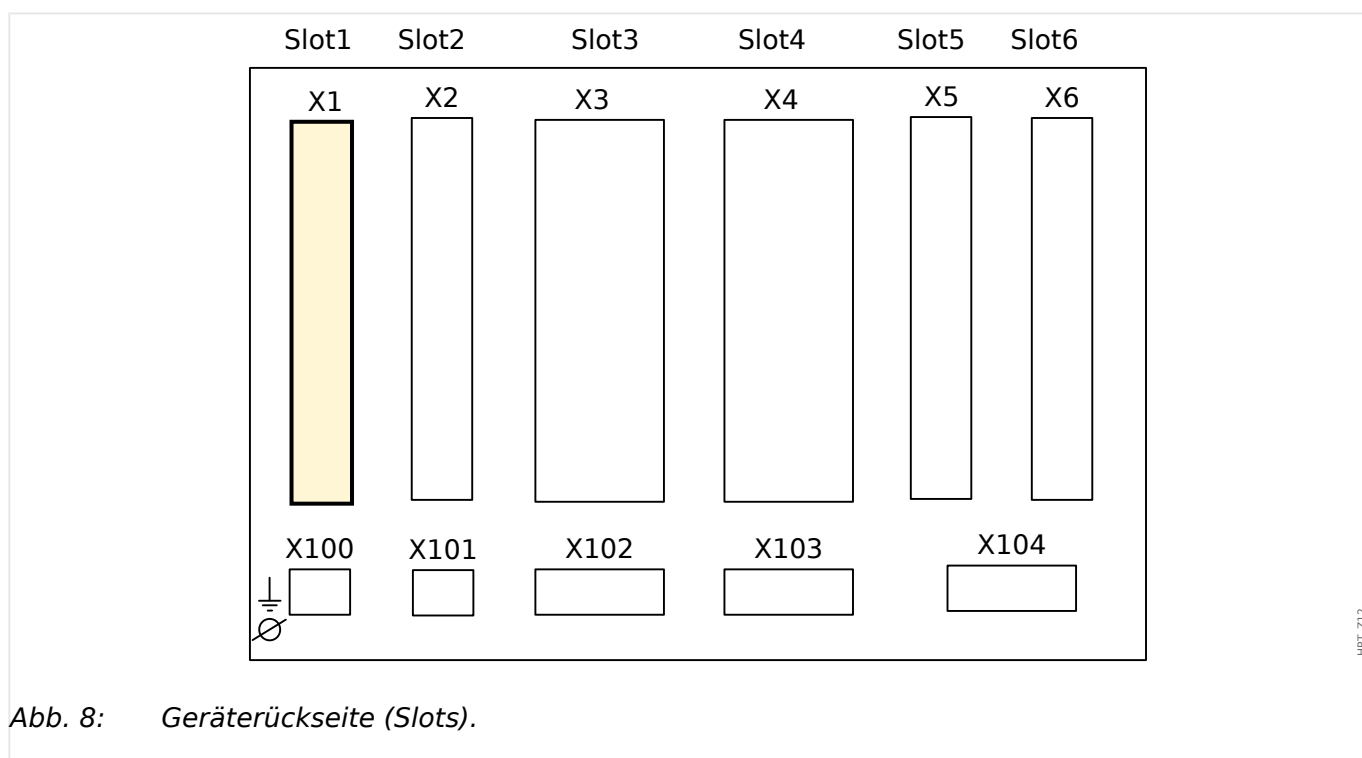 Slot1 Slot2 Slot3 Slot4 Slot5 Slot6
X1 X2 X3 X4 X5 X6
X100 X101 X102 X103 X104
Abb. 8: Geräterückseite (Slots).